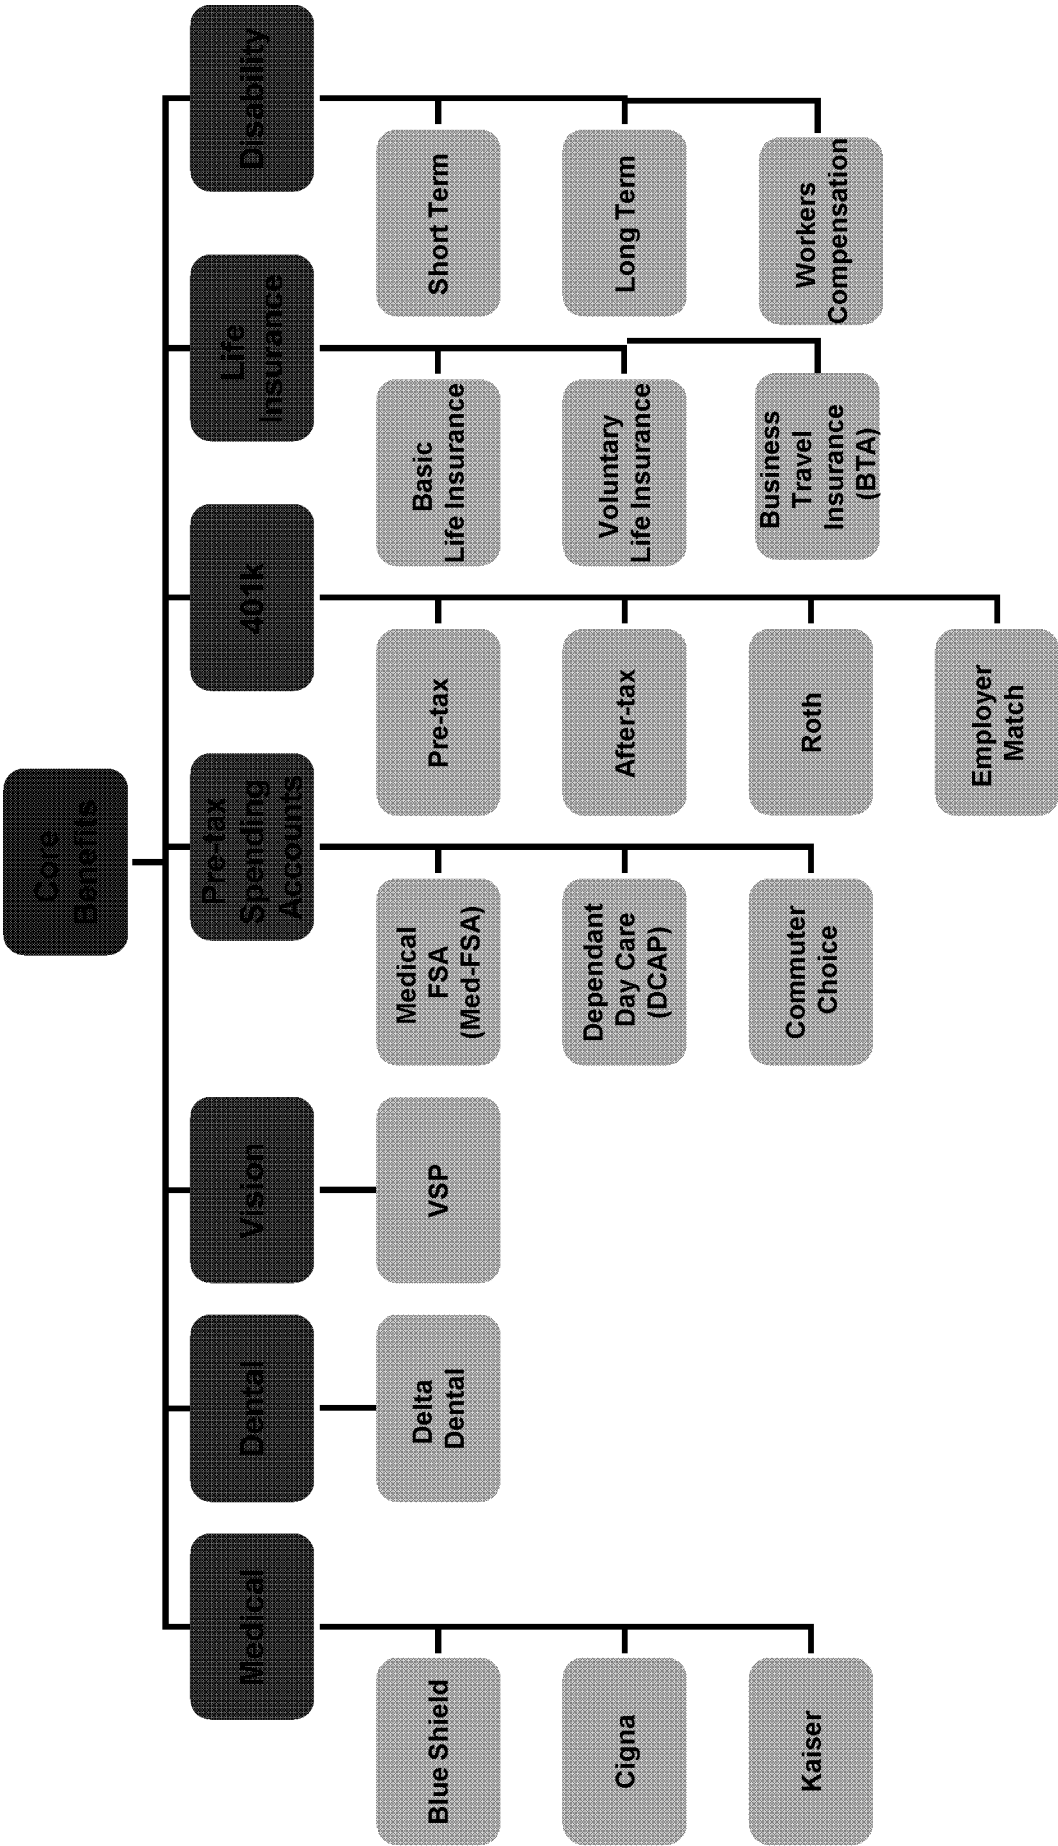 Core
Benefits
Medical
Dental
Vision
Pre-tax
Spending
Accounts
401k
Life
Insurance
Disability
Blue Shield
Cigna
Kaiser
Delta
Dental
VSP
Medical
FSA
(Med-FSA)
Dependant
Day Care
(DCAP)
Commuter
Choice
Pre-tax
After-tax
Roth
Employer
Match
Basic
Life Insurance
Voluntary
Life Insurance
Business
Travel
Insurance
(BTA)
Short Term
Long Term
Workers
Compensation